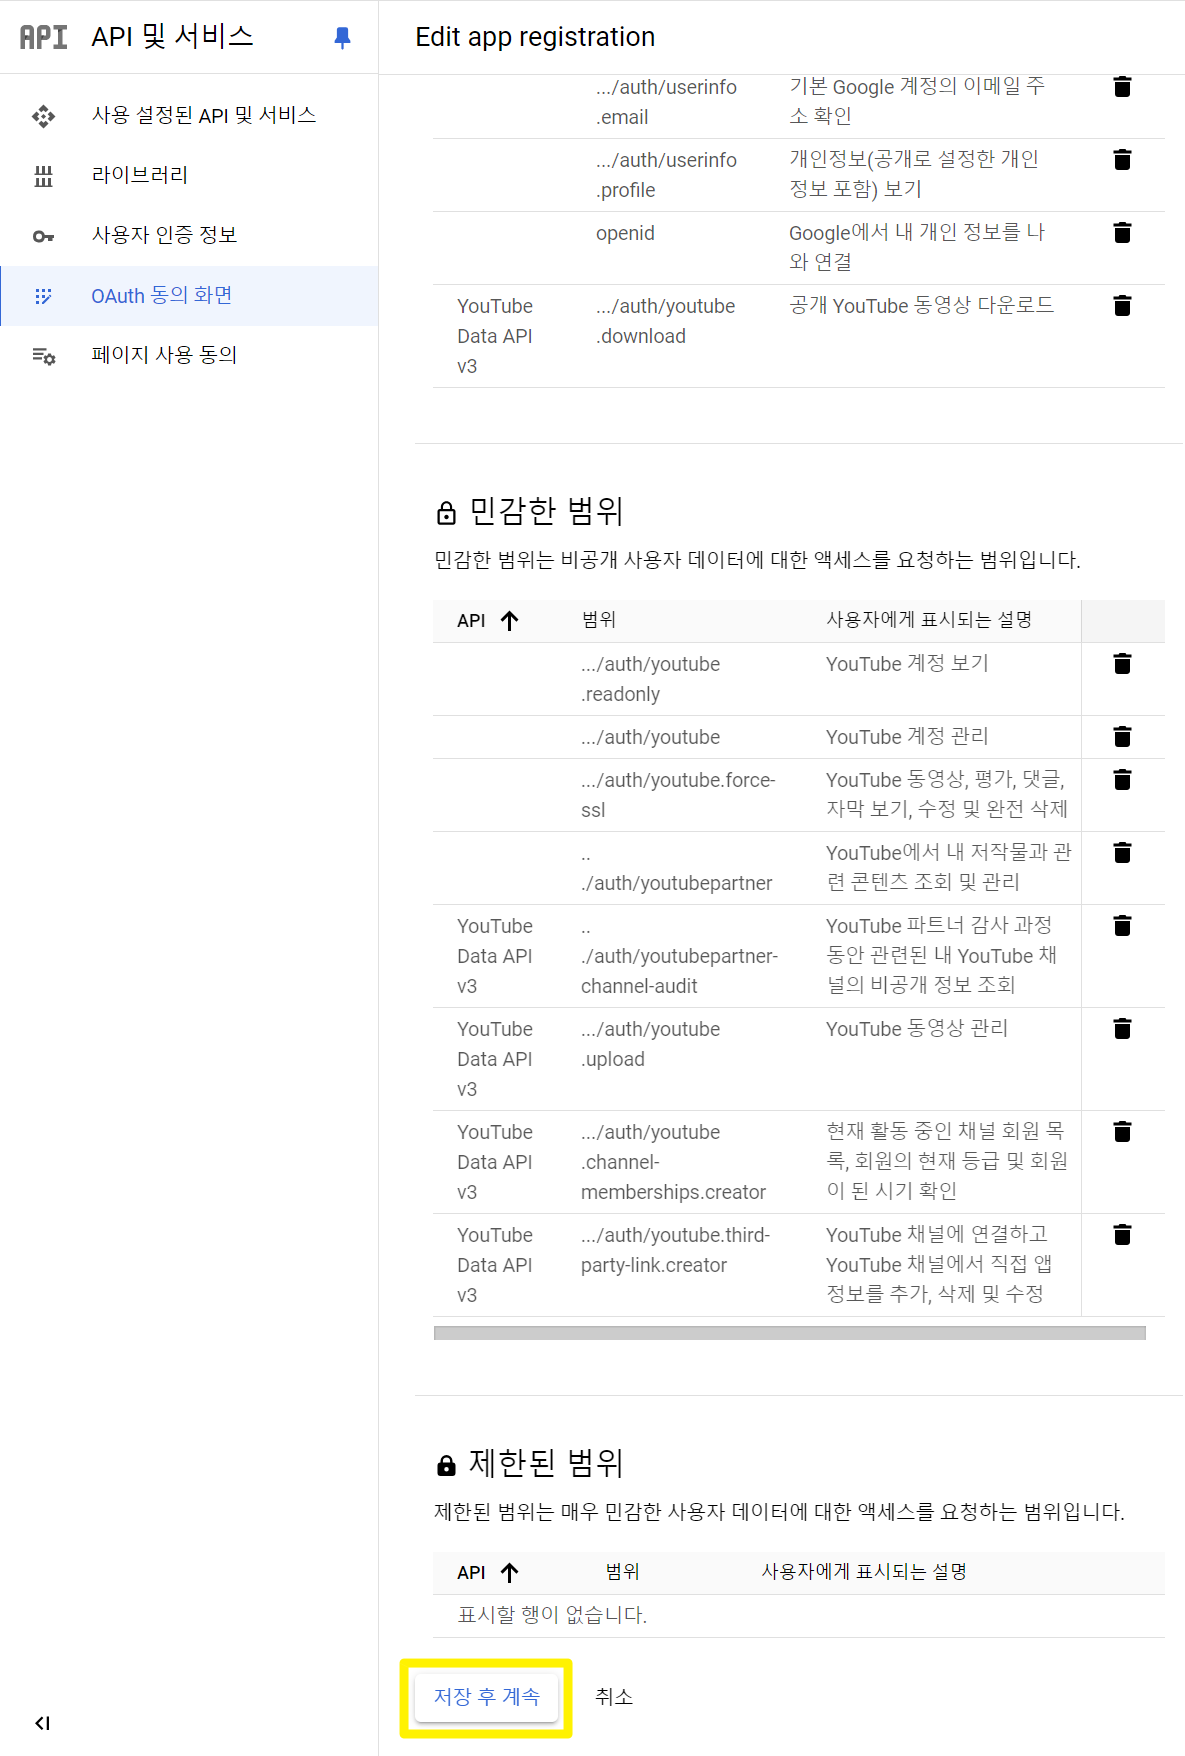 API API 및 서비스
사용 설정된 API 및 서비스
라이브러리
사용자 인증 정보
OAuth 동의 화면
페이지 사용 동의
Edit app registration
.../auth/userinfo
.email
기본 Google 계정의 이메일 주
소 확인
.../auth/userinfo
.profile
개인정보(공개로 설정한 개인
정보 포함) 보기
openid
Google에서 내 개인 정보를 나
와 연결
YouTube
Data API
v3
.../auth/youtube
.download
공개 YouTube 동영상 다운로드
민감한 범위
민감한 범위는 비공개 사용자 데이터에 대한 액세스를 요청하는 범위입니다.
API 범위 사용자에게 표시되는 설명
.../auth/youtube
.readonly
YouTube 계정 보기
.../auth/youtube
YouTube 계정 관리
.../auth/youtube.force-
ssl
YouTube 동영상, 평가, 댓글,
자막 보기, 수정 및 완전 삭제
..
./auth/youtubepartner
YouTube에서 내 저작물과 관
련 콘텐츠 조회 및 관리
YouTube
Data API
v3
..
./auth/youtubepartner-
channel-audit
YouTube 파트너 감사 과정
동안 관련된 내 YouTube 채
널의 비공개 정보 조회
YouTube
Data API
v3
.../auth/youtube
.upload
YouTube 동영상 관리
YouTube
Data API
v3
.../auth/youtube
.channel-
memberships.creator
현재 활동 중인 채널 회원 목
록, 회원의 현재 등급 및 회원
이 된 시기 확인
YouTube
Data API
v3
.../auth/youtube.third-
party-link.creator
YouTube 채널에 연결하고
YouTube 채널에서 직접 앱
정보를 추가, 삭제 및 수정
제한된 범위
제한된 범위는 매우 민감한 사용자 데이터에 대한 액세스를 요청하는 범위입니다.
API 범위 사용자에게 표시되는 설명
표시할 행이 없습니다.
저장 후 계속 취소